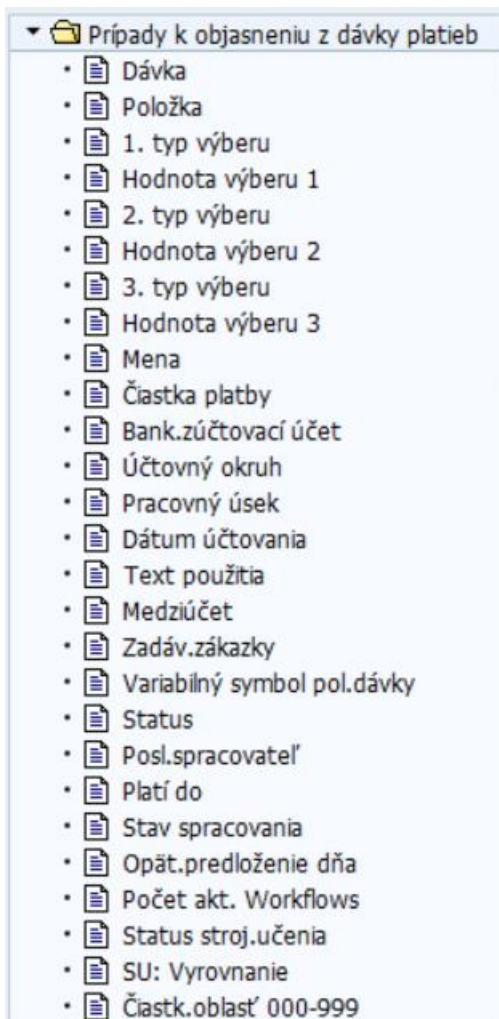 Prípady k objasneniu z dávky platieb
Dávka
Položka
1. typ výberu
Hodnota výberu 1
2. typ výberu
Hodnota výberu 2
3. typ výberu
Hodnota výberu 3
Mena
Čiastka platby
Bank.zúčtovací účet
Účtovný okruh
Pracovný úsek
Dátum účtovania
Text použitia
Medziúčet
Zadáv.zákazky
Variabilný symbol pol.dávky
Status
Posl.spracovateľ
Platí do
Stav spracovania
Opät.predloženie dňa
Počet akt. Workflows
Status stroj.učenia
SU: Vyrovnanie
Čiastk.oblasť 000-999